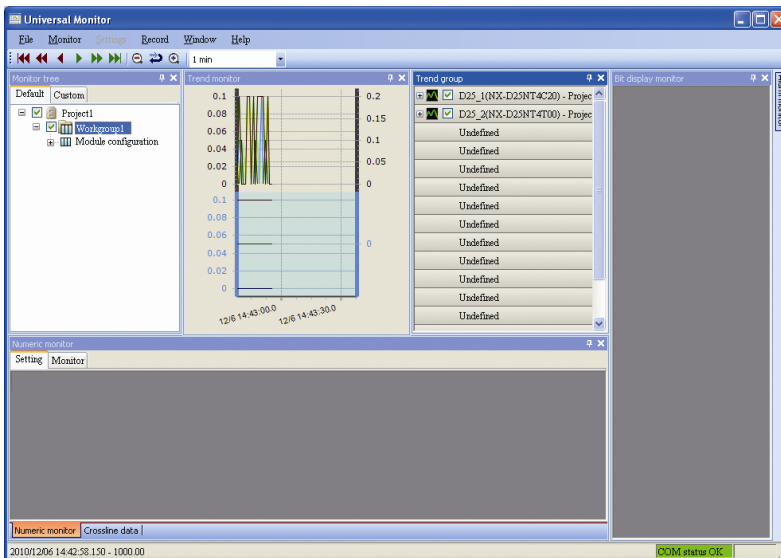 Universal Monitor
File Monitor Settings Record Window Help
1 min
Monitor tree
Default Custom
Project1
Workgroup1
Module configuration
Trend monitor
0.1 0.2
0.08
0.15
0.06
0.04 0.1
0.02 0.05
0 0
0.1
0.08
0.06
0.04 0
0.02
0
12/6 14:43:00.0 12/6 14:43:30.0
Trend group
D25_1(NX-D25NT4C20) - Projec
D25_2(NX-D25NT4T00) - Projec
Undefined
Undefined
Undefined
Undefined
Undefined
Undefined
Undefined
Undefined
Undefined
Undefined
Undefined
Bit display monitor
Numeric monitor
Setting Monitor
Numeric monitor Crossline data
2010/12/06 14:42:58.150 - 1000.00 COM status OK